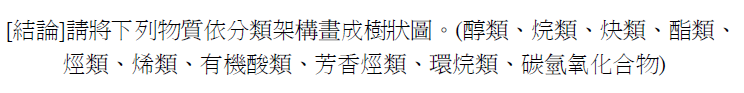 [結論]請將下列物質依分類架構畫成樹狀圖。(醇類、烷類、炔類、酯類、
烴類、烯類、有機酸類、芳香烴類、環烷類、碳氫氧化合物)